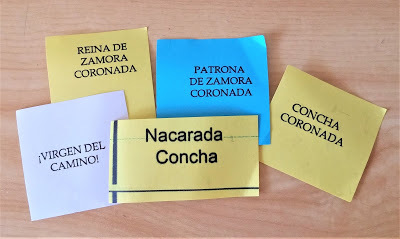 REINA DE
ZAMORA
CORONADA
PATRONA
DE ZAMORA
CORONADA
CONCHA
CORONADA
¡VIRGEN DEL
CAMINO!
Nacarada
Concha